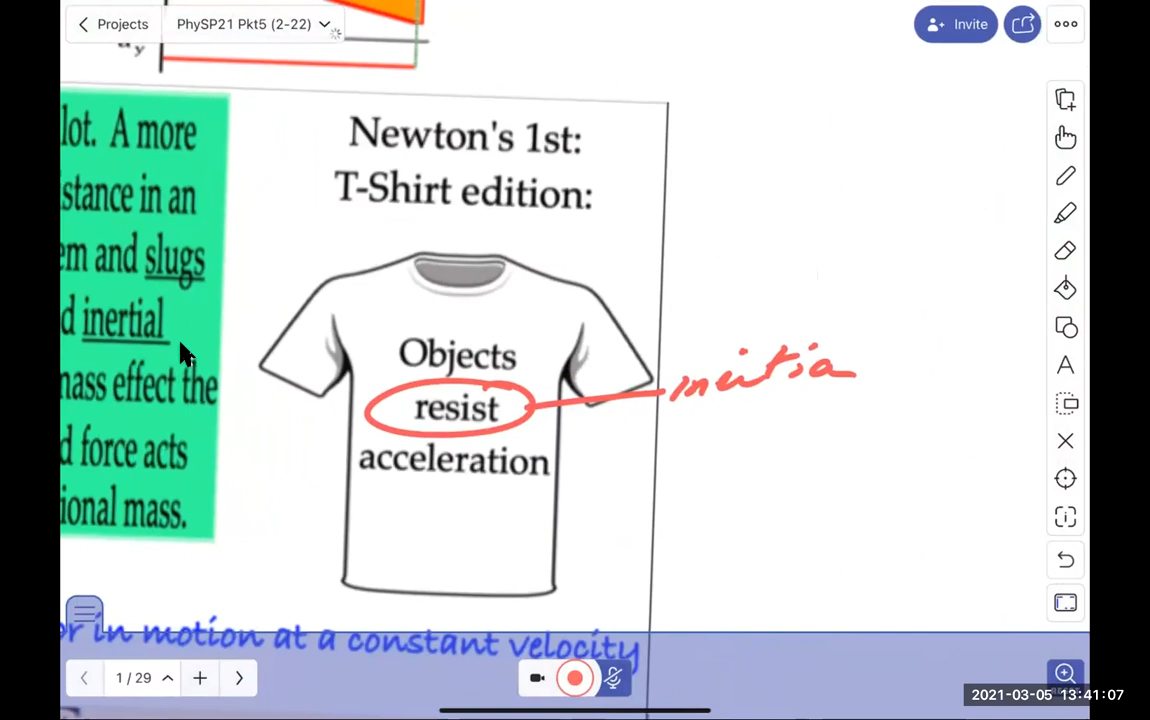 Projects
PhySP21 Pkt5 (2-22)
Invite
y
lot. A more
stance in an
em and slugs
d inertial
mass effect the
d force acts
ional mass.
Newton's 1st:
T-Shirt edition:
Objects
resist
acceleration
inertia
or in motion at a constant velocity
1 / 29
2021-03-05 13:41:07